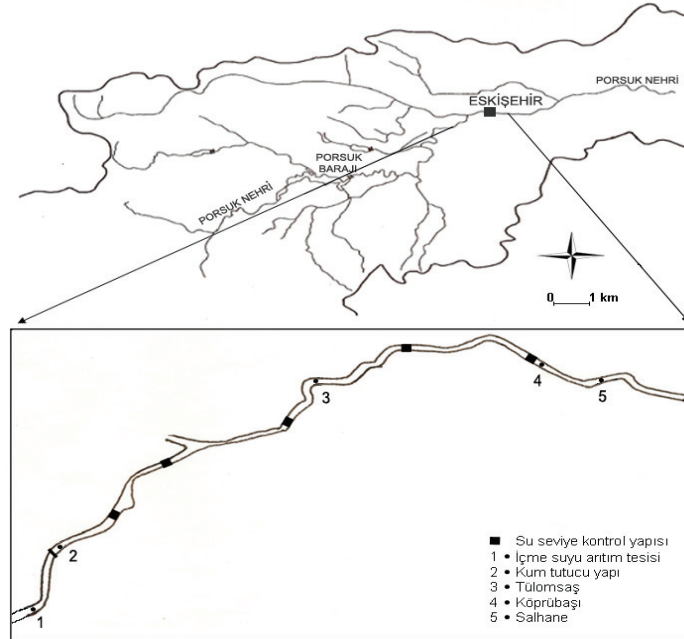 PORSUK NEHRİ
ESKİŞEHİR
PORSUK
BARAJI
PORSUK NEHRİ
0 1 km
3
4
5
2
1
Su seviye kontrol yapısı
1 • İçme suyu arıtım tesisi
2 • Kum tutucu yapı
3 • Tülomsaş
4 • Köprübaşı
5 • Salhane